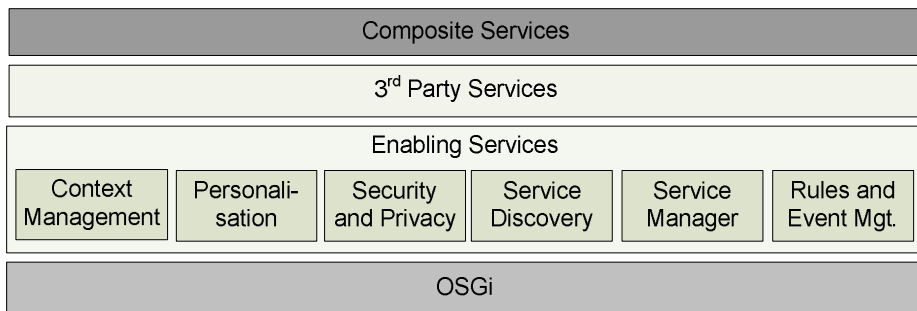 Composite Services
3rd Party Services
Enabling Services
Context
Management
Personali-
sation
Security
and Privacy
Service
Discovery
Service
Manager
Rules and
Event Mgt.
OSGi